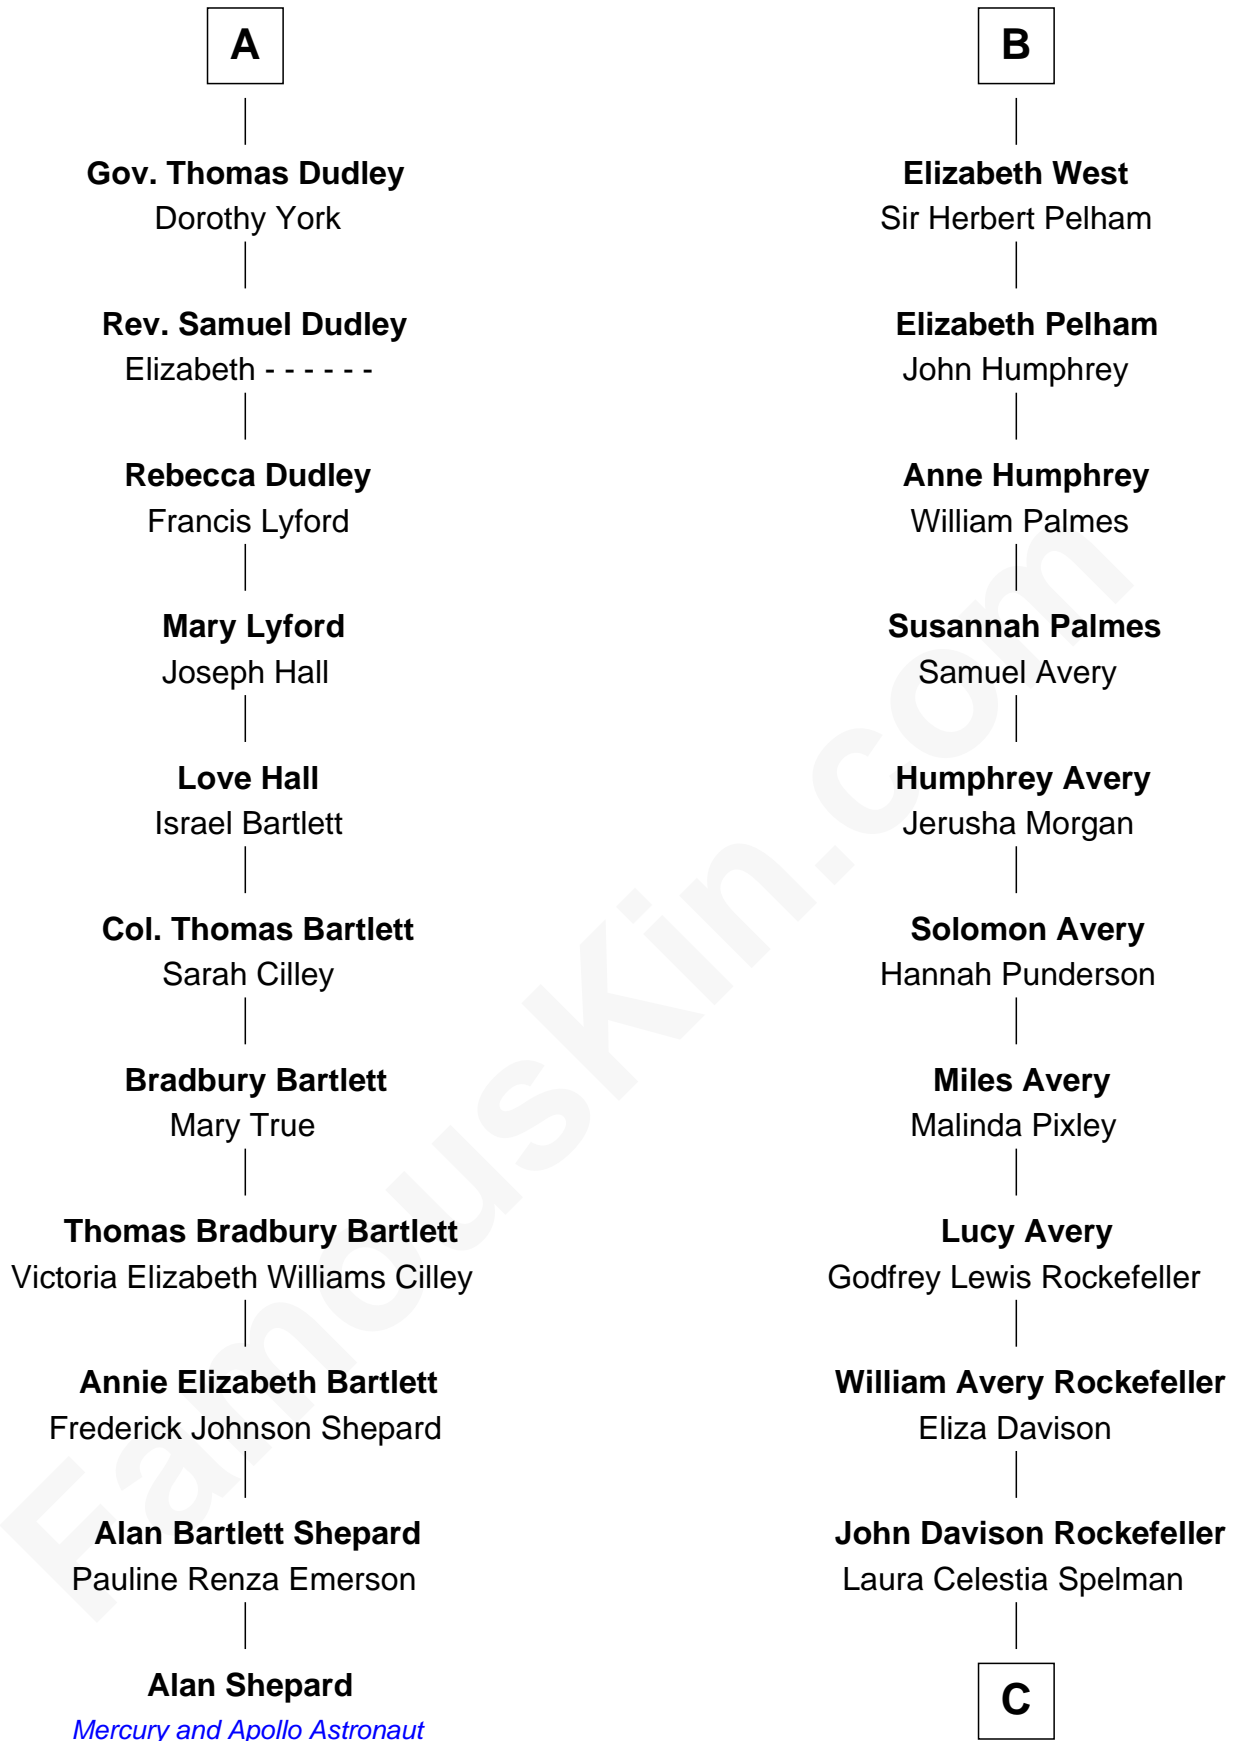 A
Gov. Thomas Dudley
Dorothy York
Rev. Samuel Dudley
Elizabeth - - - - - -
Rebecca Dudley
Francis Lyford
Mary Lyford
Joseph Hall
Love Hall
Israel Bartlett
Col. Thomas Bartlett
Sarah Cilley
Bradbury Bartlett
Mary True
Thomas Bradbury Bartlett
Victoria Elizabeth Williams Cilley
Annie Elizabeth Bartlett
Frederick Johnson Shepard
Alan Bartlett Shepard
Pauline Renza Emerson
Alan Shepard
Mercury and Apollo Astronaut
B
Elizabeth West
Sir Herbert Pelham
Elizabeth Pelham
John Humphrey
Anne Humphrey
William Palmes
Susannah Palmes
Samuel Avery
Humphrey Avery
Jerusha Morgan
Solomon Avery
Hannah Punderson
Miles Avery
Malinda Pixley
Lucy Avery
Godfrey Lewis Rockefeller
William Avery Rockefeller
Eliza Davison
John Davison Rockefeller
Laura Celestia Spelman
C
FamousKin.com